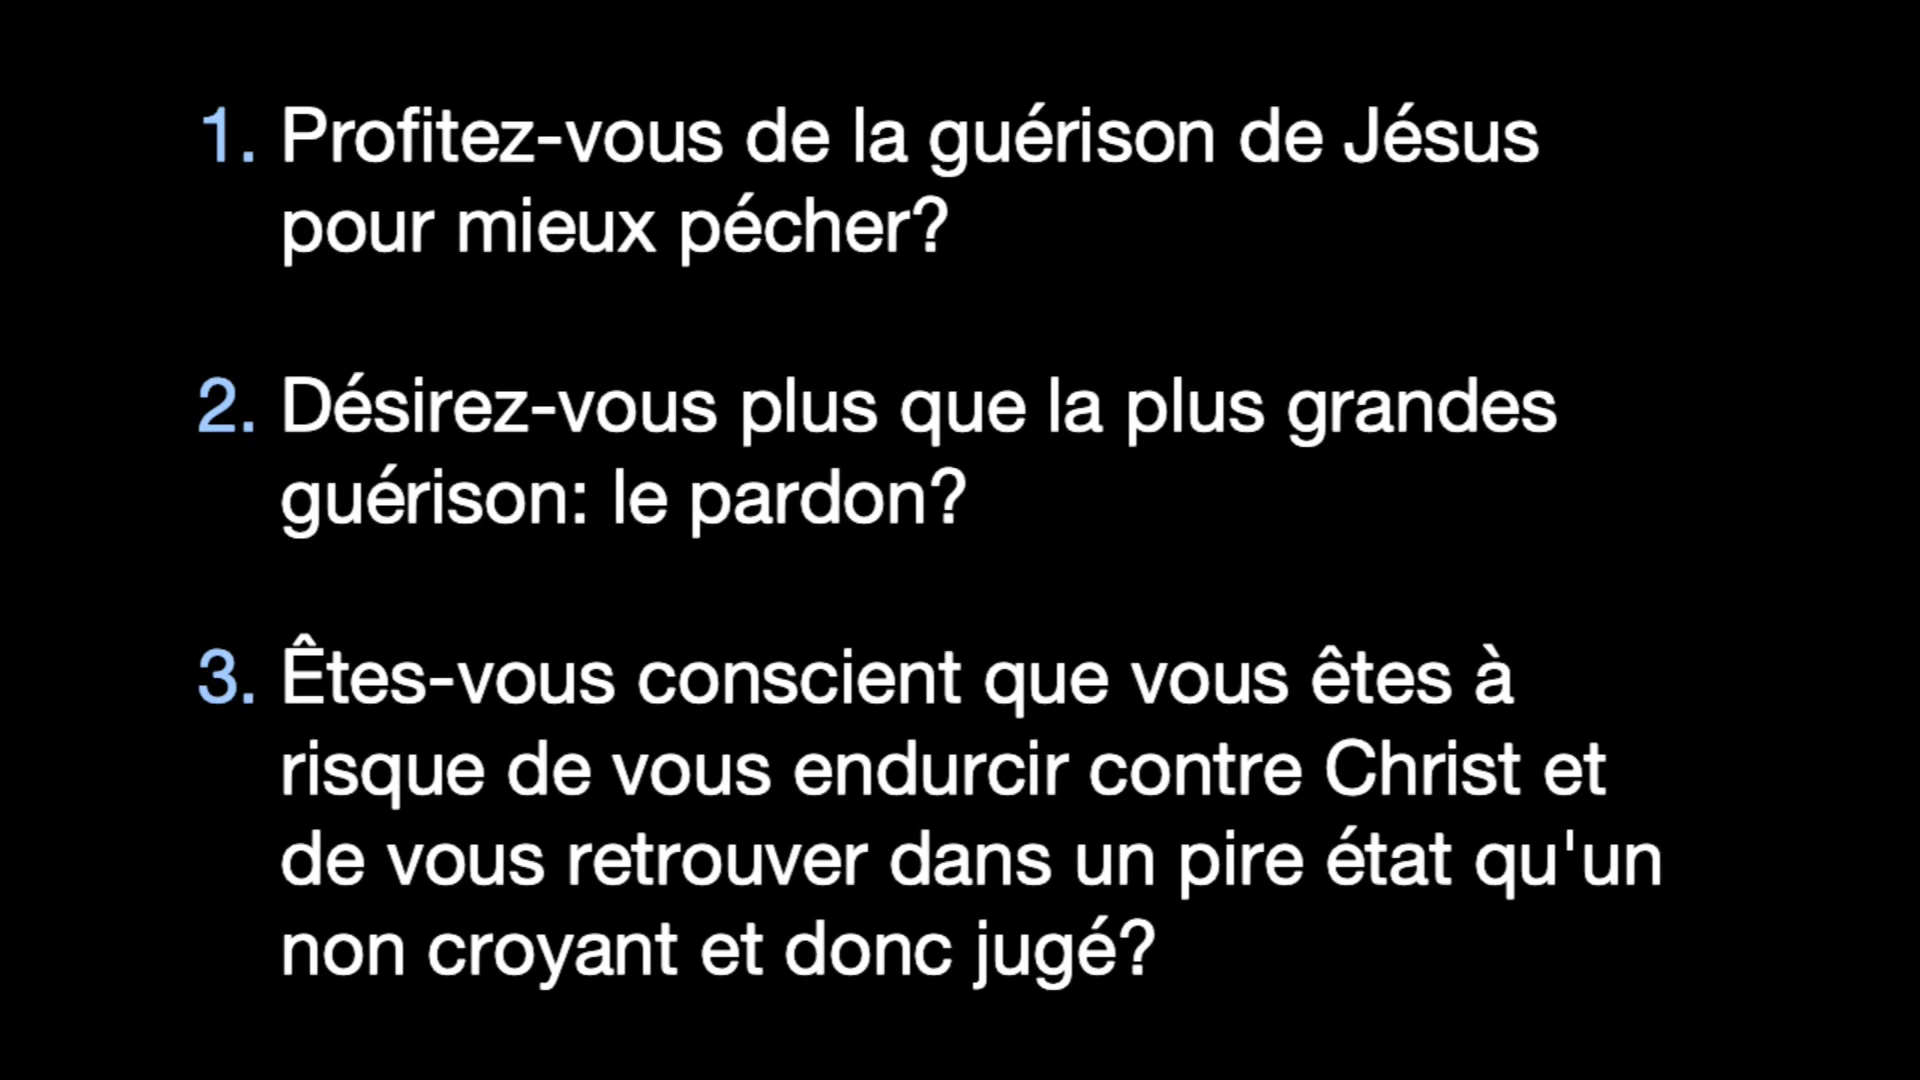 1. Profitez-vous de la guérison de Jésus
pour mieux pécher?
2. Désirez-vous plus que la plus grandes
guérison: le pardon?
3. Êtes-vous conscient que vous êtes à
risque de vous endurcir contre Christ et
de vous retrouver dans un pire état qu'un
non croyant et donc jugé?